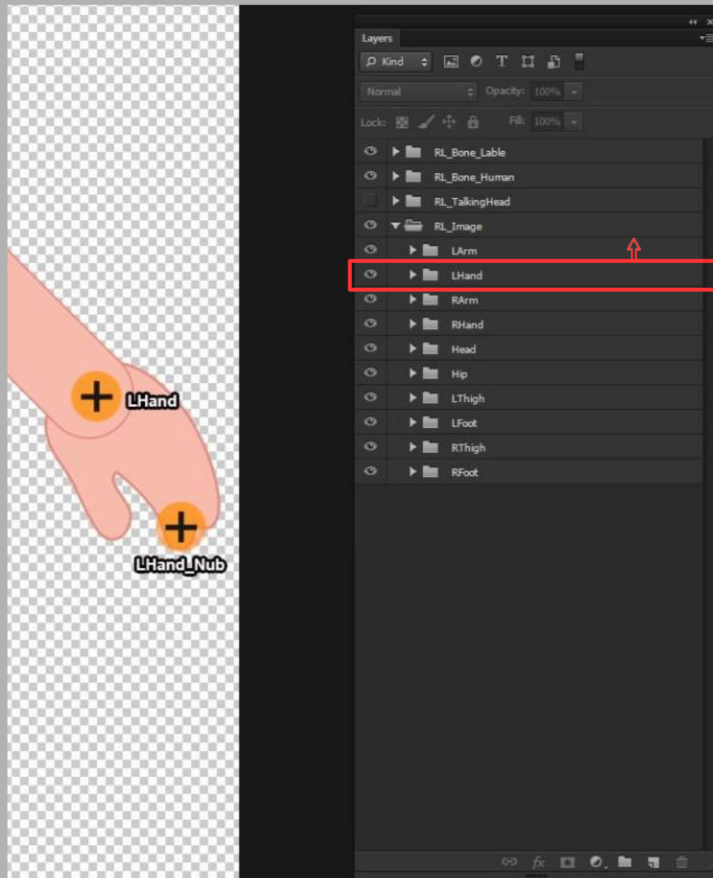 LHand
LHand_Nub
Layers
Kind
Normal Opacity: 100%
Lock: Fill: 100%
RL_Bone_Lable
RL_Bone_Human
RL_TalkingHead
RL_Image
LArm
LHand
RArm
RHand
Head
Hip
LThigh
LFoot
RThigh
RFoot
fx